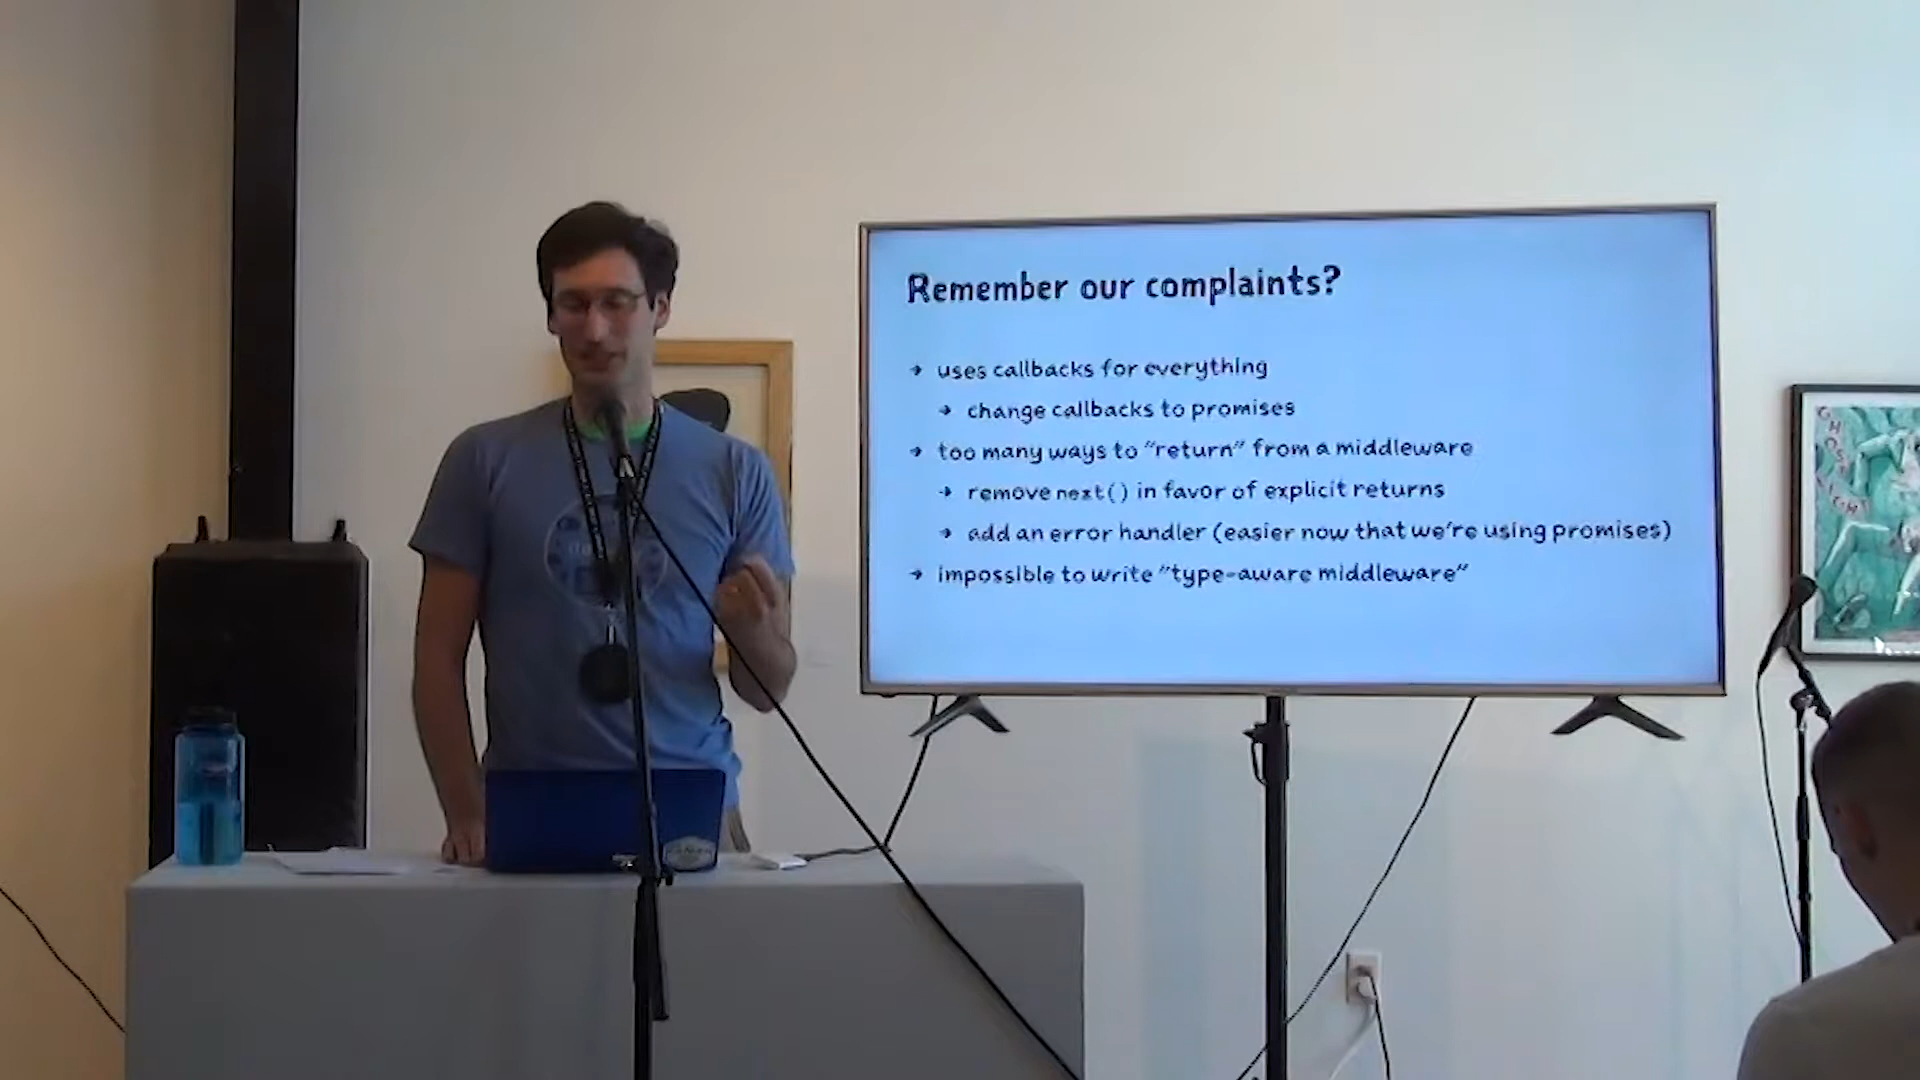 Remember our complaints?
→ uses callbacks for everything
→ change callbacks to promises
→ too many ways to "return" from a middleware
→ remove next() in favor of explicit returns
→ add an error handler (easier now that we're using promises)
→ impossible to write "type-aware middleware"